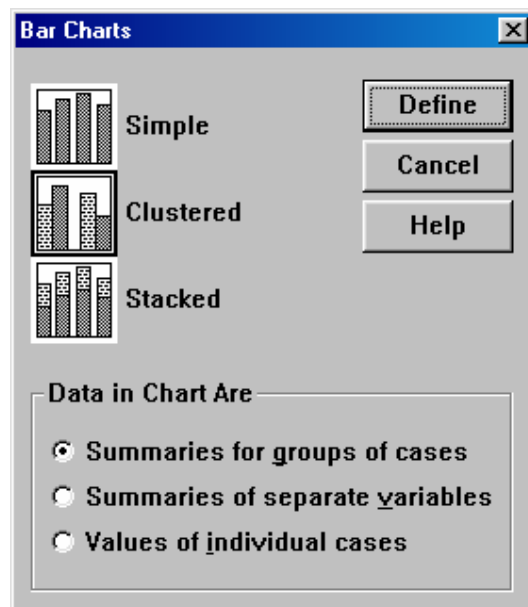 Bar Charts
Simple
Clustered
Stacked
Define
Cancel
Help
Data in Chart Are
Summaries for groups of cases
Summaries of separate variables
Values of individual cases